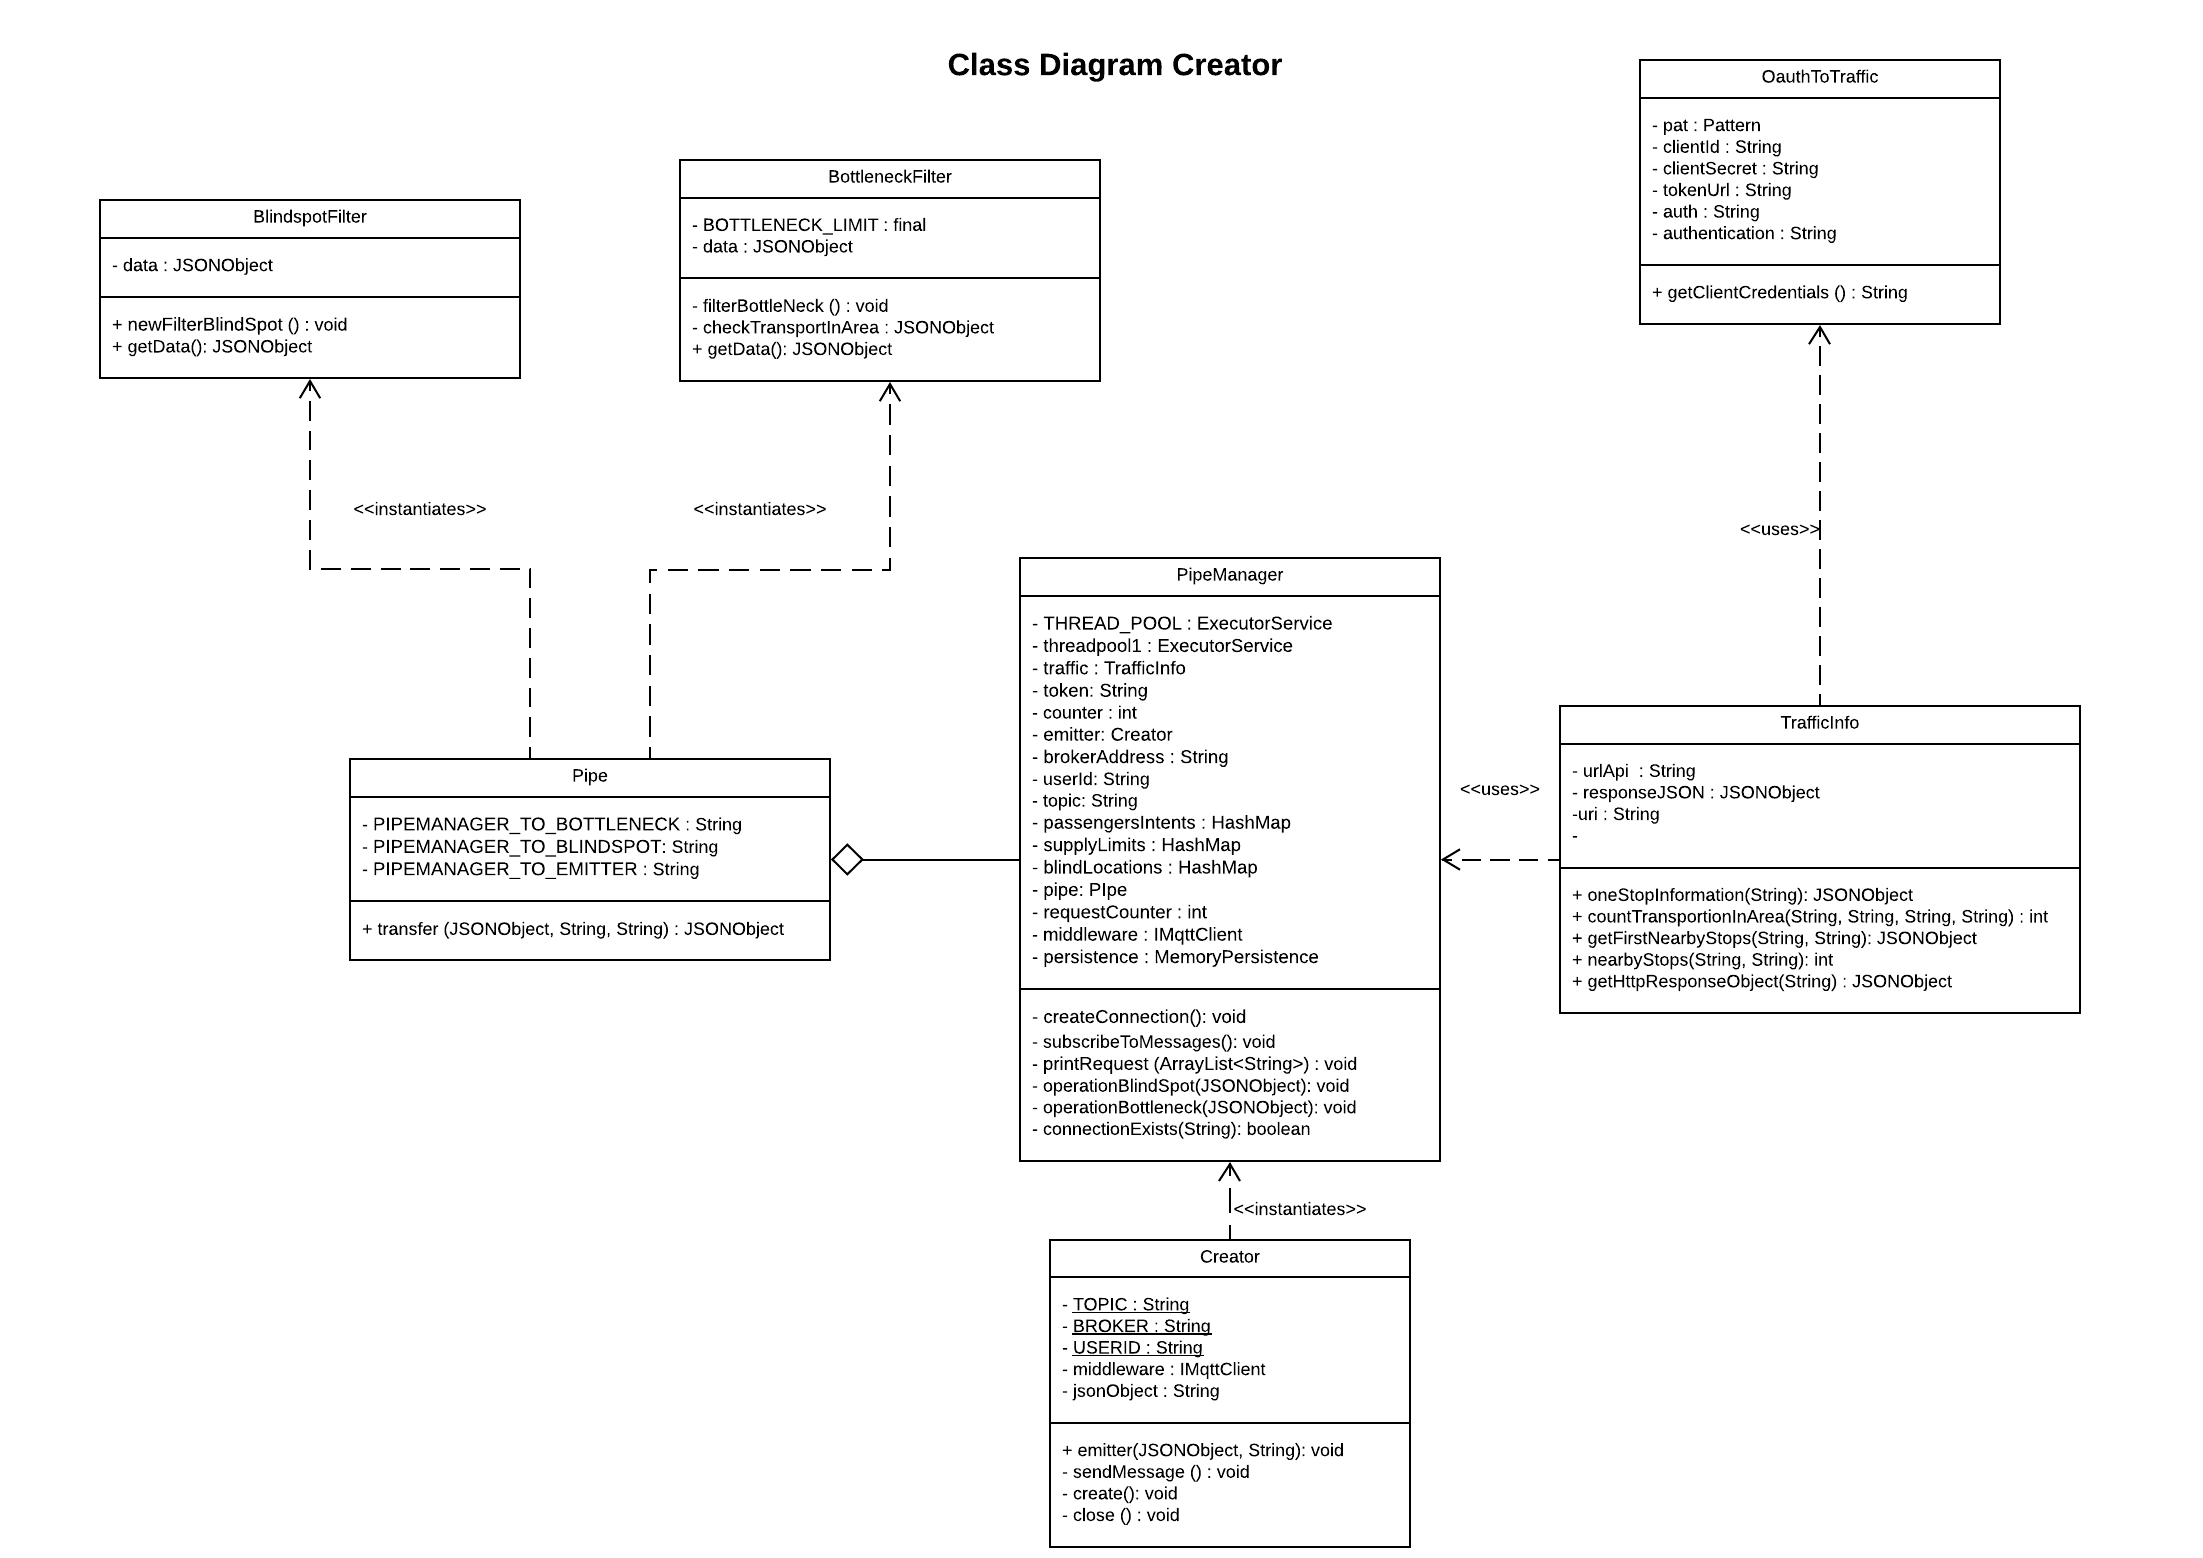 Class Diagram Creator
OauthToTraffic
- pat : Pattern
- clientId : String
- clientSecret : String
- tokenUrl : String
- auth : String
- authentication : String
+ getClientCredentials () : String
BottleneckFilter
- BOTTLENECK_LIMIT : final
- data : JSONObject
- filterBottleNeck () : void
- checkTransportInArea : JSONObject
+ getData(): JSONObject
BlindspotFilter
- data : JSONObject
+ newFilterBlindSpot () : void
+ getData(): JSONObject
<<instantiates>>
<<instantiates>>
<<uses>>
PipeManager
- THREAD_POOL : ExecutorService
- threadpool1 : ExecutorService
- traffic : TrafficInfo
- token: String
- counter : int
- emitter: Creator
- brokerAddress : String
- userId: String
- topic: String
- passengersIntents : HashMap
- supplyLimits : HashMap
- blindLocations : HashMap
- pipe: PIpe
- requestCounter : int
- middleware : IMqttClient
- persistence : MemoryPersistence
- createConnection(): void
- subscribeToMessages(): void
- printRequest (ArrayList<String>) : void
- operationBlindSpot(JSONObject): void
- operationBottleneck(JSONObject): void
- connectionExists(String): boolean
<<uses>>
TrafficInfo
- urlApi  : String
- responseJSON : JSONObject
-uri : String
-
+ oneStopInformation(String): JSONObject
+ countTransportionInArea(String, String, String, String) : int
+ getFirstNearbyStops(String, String): JSONObject
+ nearbyStops(String, String): int
+ getHttpResponseObject(String) : JSONObject
Pipe
- PIPEMANAGER_TO_BOTTLENECK : String
- PIPEMANAGER_TO_BLINDSPOT: String
- PIPEMANAGER_TO_EMITTER : String
+ transfer (JSONObject, String, String) : JSONObject
<<instantiates>>
Creator
- TOPIC : String
- BROKER : String
- USERID : String
- middleware : IMqttClient
- jsonObject : String
+ emitter(JSONObject, String): void
- sendMessage () : void
- create(): void
- close () : void